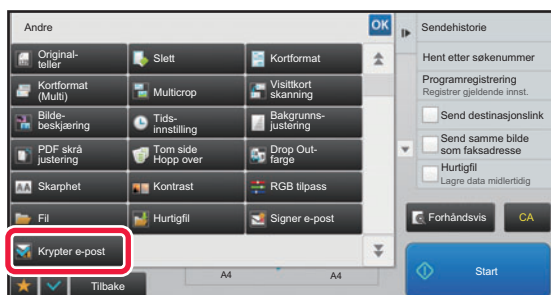 Andre
OK
Original-
teller
Slett
Kortformat
Kortformat
(Multi)
Multicrop
Visittkort
skanning
Bilde-
beskjæring
Tids-
innstilling
Bakgrunns-
justering
PDF skrå
justering
Tom side
Hopp over
Drop Out-
farge
Skarphet
Kontrast
RGB tilpass
Fil
Hurtigfil
Signer e-post
Krypter e-post
Tilbake
A4
A4
Sendehistorie
Hent etter søkenummer
Programregistrering
Registrer gjeldende innst.
Send destinasjonslink
Send samme bilde
som faksadresse
Hurtigfil
Lagre data midlertidig
Forhåndsvis
CA
Start